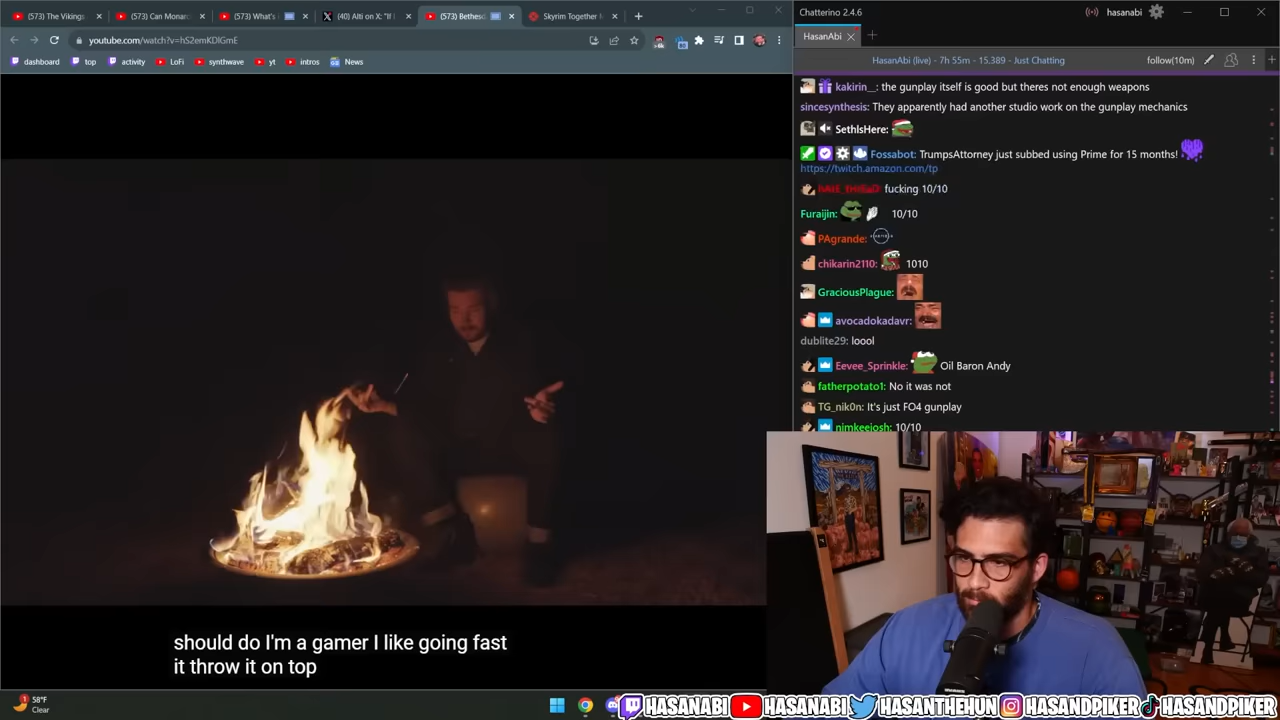 (573) The Vikings
(573) Can Monarc
(573) What's i
(40) Alti on X: "If I
(573) Bethesd
Skyrim Together M
youtube.com/watch?v=hS2emKDlGmE
dashboard
top
activity
LoFi
synthwave
yt
intros
News
should do I'm a gamer I like going fast
it throw it on top
58°F
Clear
Chatterino 2.4.6
hasanabi
HasanAbi
HasanAbi (live) - 7h 55m - 15.389 - Just Chatting
follow(10m)
kakirin__: the gunplay itself is good but theres not enough weapons
sincesynthesis: They apparently had another studio work on the gunplay mechanics
SethIsHere:
Fossabot: TrumpsAttorney just subbed using Prime for 15 months!
https://twitch.amazon.com/tp
fucking 10/10
Furaijin: 10/10
PAgrande:
chikarin2110: 1010
GraciousPlague:
avocadokadavr:
dublite29: loool
Eevee_Sprinkle: Oil Baron Andy
fatherpotato1: No it was not
TG_nik0n: It's just FO4 gunplay
nimkeejosh: 10/10
HASANABI HASANABI HASANTHEHUN HASANDPIKER HASANDPIKER